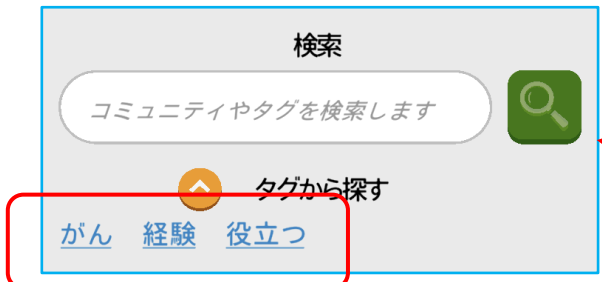 検索
コミュニティやタグを検索します
タグから探す
がん 経験 役立つ